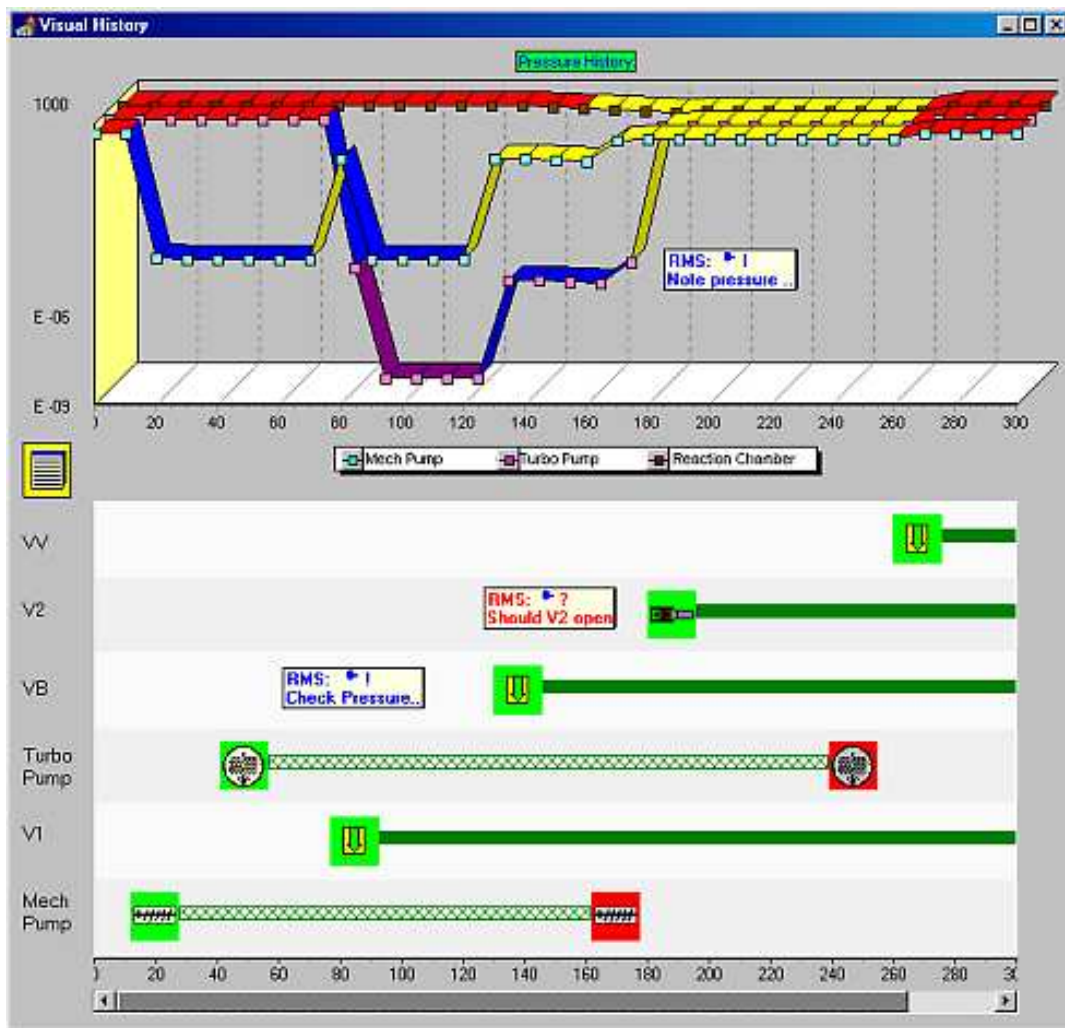 Visual History
Pressure History
1000
E -06
E -09
0 20 40 60 80 100 120 140 160 180 200 220 240 260 280 300
RMS: !
Note pressure ..
Mech Pump Turbo Pump Reaction Chamber
VV
V2
RMS: ?
Should V2 open
VB
RMS: !
Check Pressure..
Turbo
Pump
V1
Mech
Pump
0 20 40 60 80 100 120 140 160 180 200 220 240 260 280 30